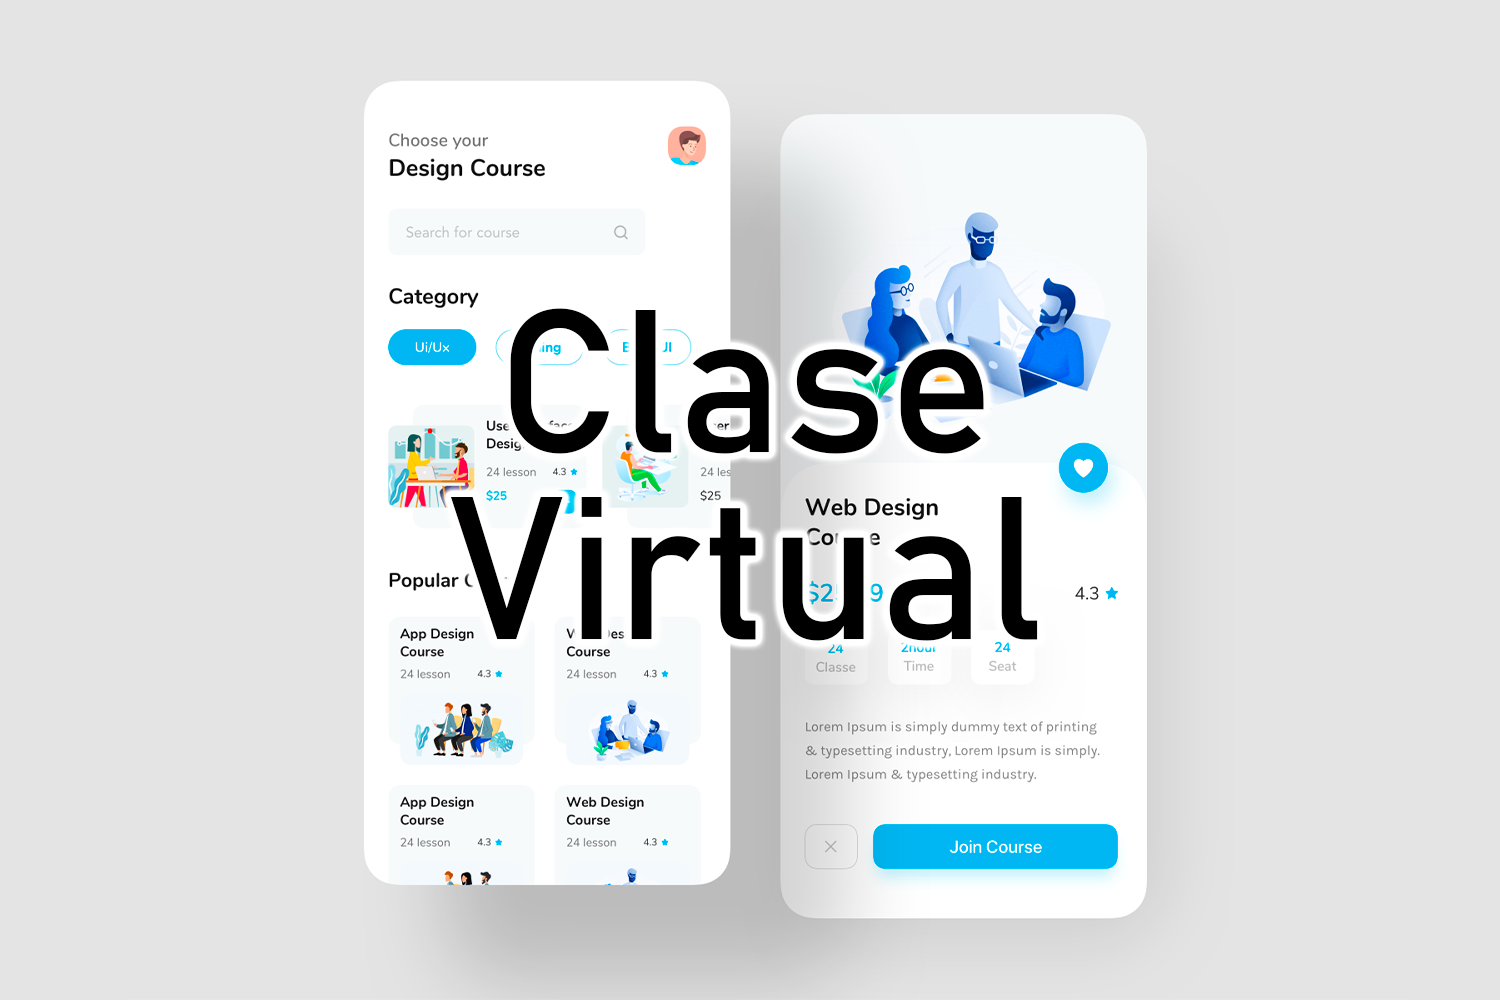 Choose your
Design Course
Search for course
Category
Ui/Ux
Clase
Virtual
24 lesson 4.3
$25
24
$25
Popular
App Design
Course
24 lesson 4.3
Course
24 lesson 4.3
App Design
Course
24 lesson 4.3
Web Design
Course
24 lesson 4.3
Web Design
4.3
24
Classe
2hour
Time
24
Seat
Lorem Ipsum is simply dummy text of printing
& typesetting industry, Lorem Ipsum is simply.
Lorem Ipsum & typesetting industry.
Join Course